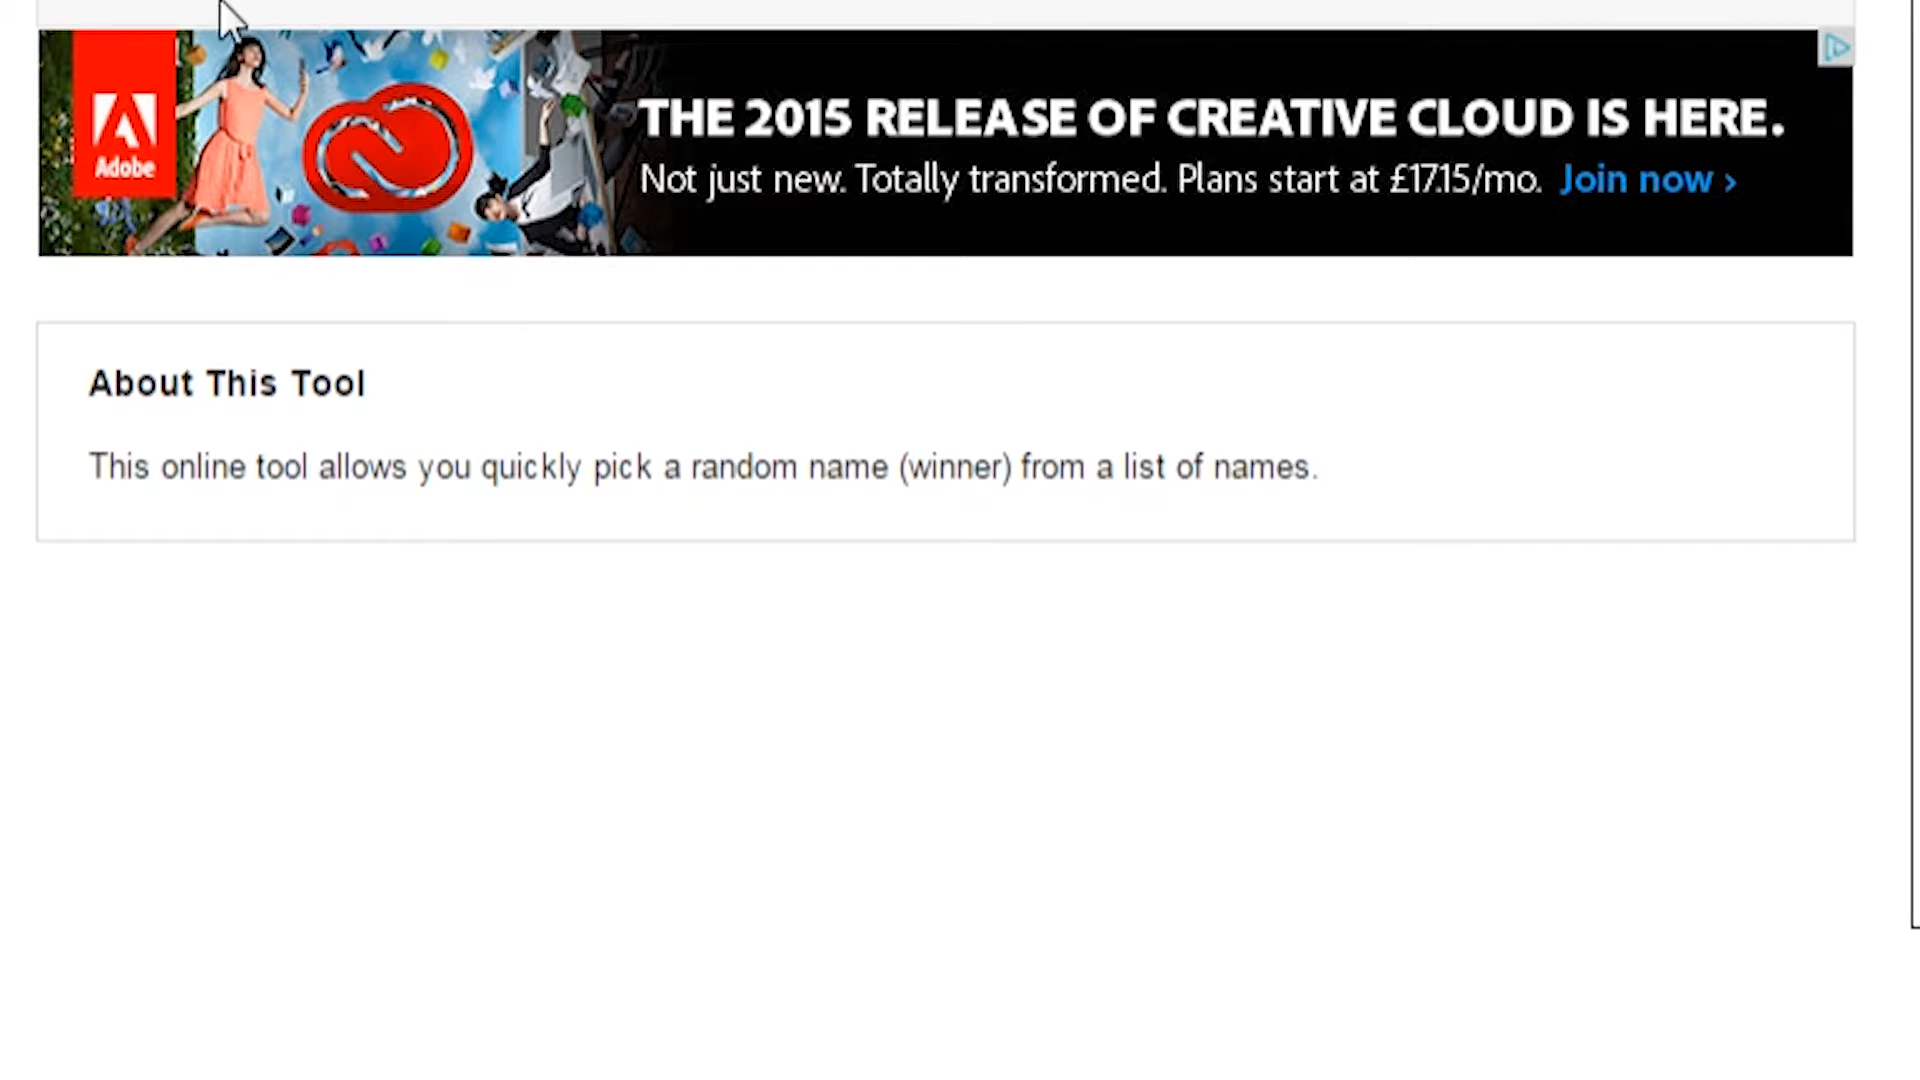 Adobe
THE 2015 RELEASE OF CREATIVE CLOUD IS HERE.
Not just new. Totally transformed. Plans start at £17.15/mo. Join now ›
About This Tool
This online tool allows you quickly pick a random name (winner) from a list of names.